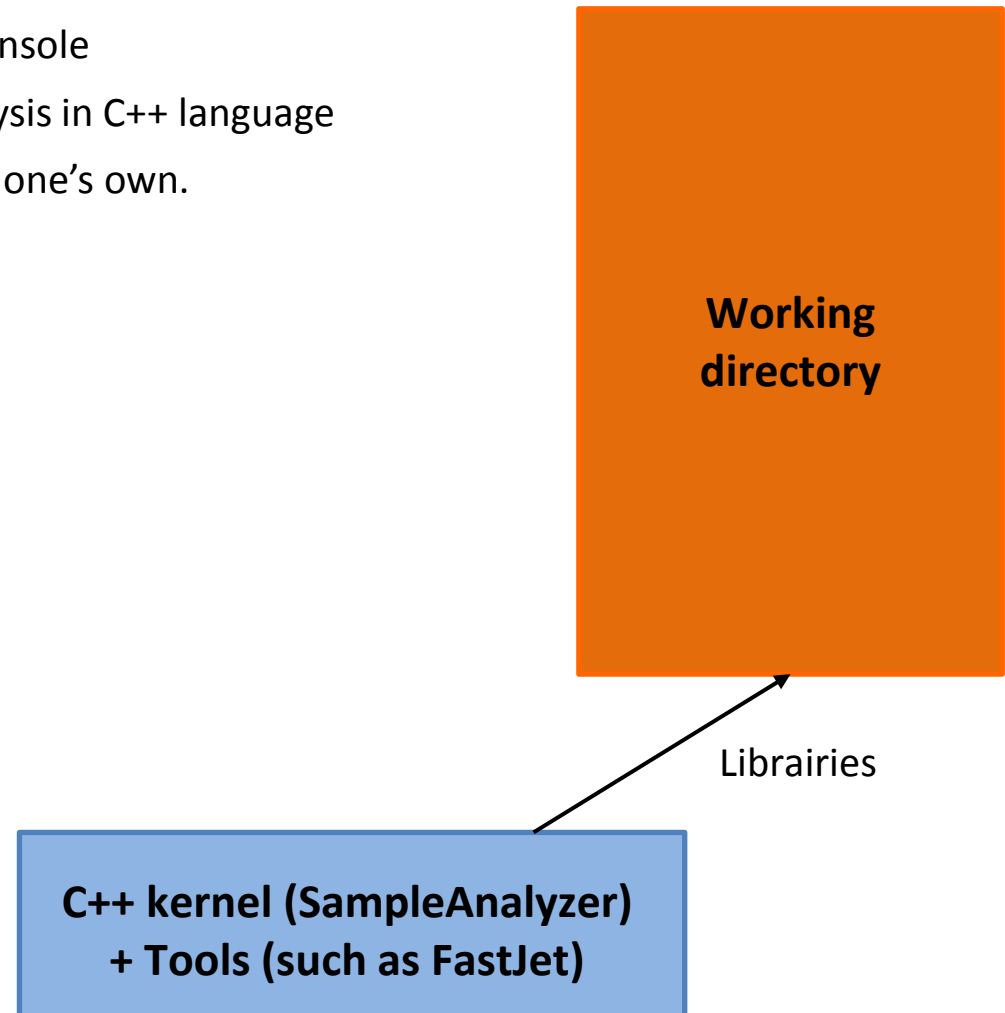 nsole
ysis in C++ language
one’s own.
Working
directory
Librairies
C++ kernel (SampleAnalyzer)
+ Tools (such as FastJet)